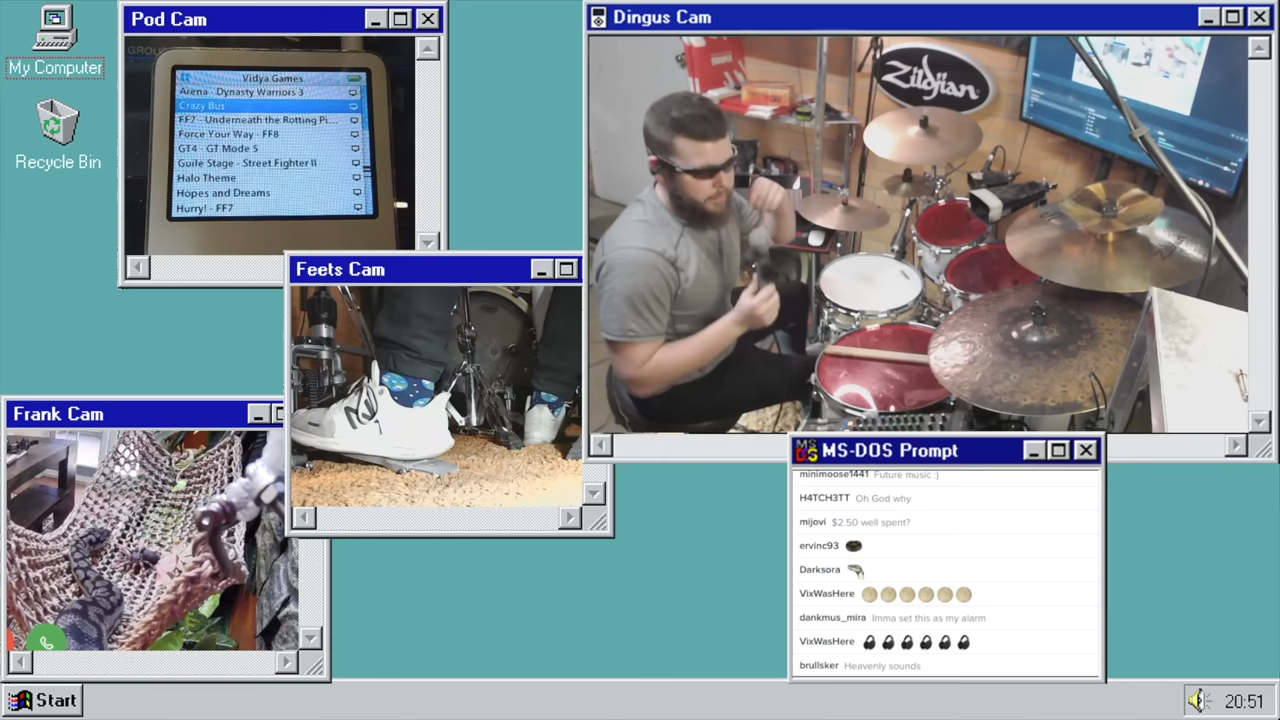 My Computer
Recycle Bin
Pod Cam
Vidya Games
Arena - Dynasty Warriors 3
Crazy Bus
FF7 - Underneath the Rotting Pi...
Force Your Way - FF8
GT4 - GT Mode 5
Guile Stage - Street Fighter II
Halo Theme
Hopes and Dreams
Hurry! - FF7
Dingus Cam
Zildjian
Feets Cam
Frank Cam
MS-DOS Prompt
minimoose1441 Future music :)
H4TCH3TT Oh God why
mijovi $2.50 well spent?
ervinc93
Darksora
VixWasHere
dankmus_mira Imma set this as my alarm
VixWasHere
brullsker Heavenly sounds
Start
20:51